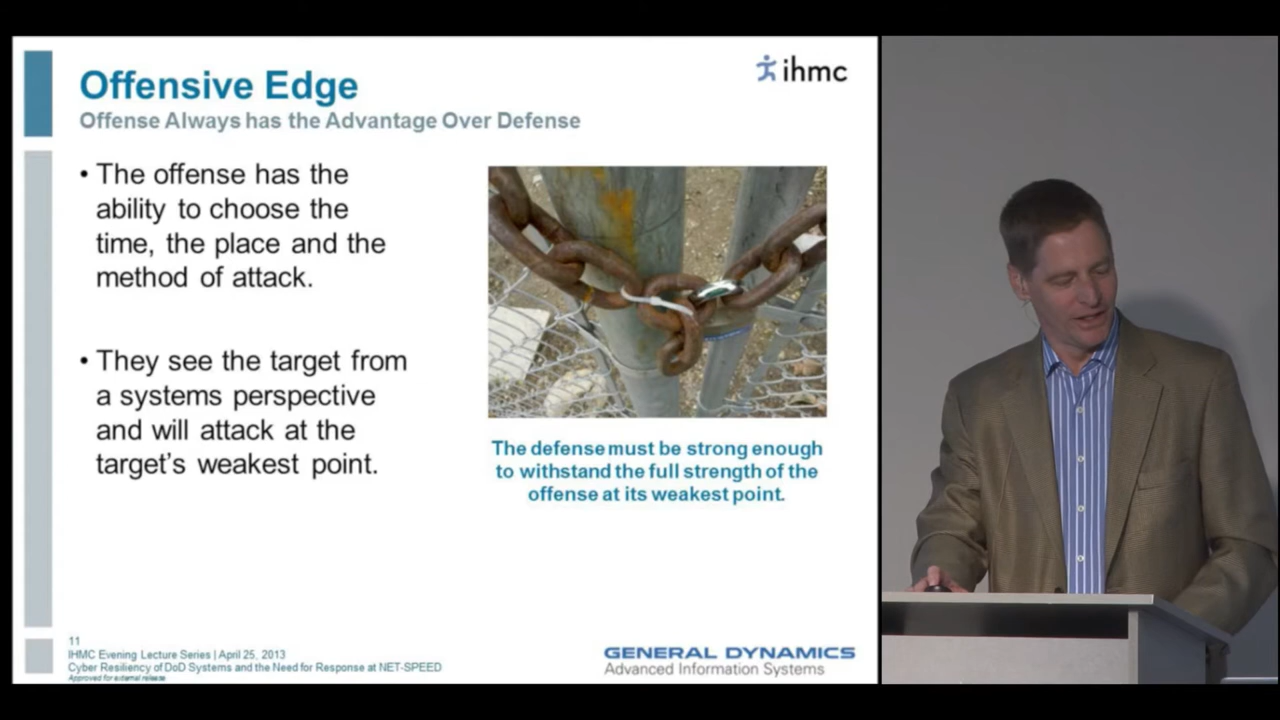 Offensive Edge
Offense Always has the Advantage Over Defense
ihmc
• The offense has the
ability to choose the
time, the place and the
method of attack.
• They see the target from
a systems perspective
and will attack at the
target's weakest point.
The defense must be strong enough
to withstand the full strength of the
offense at its weakest point.
11
IHMC Evening Lecture Series | April 25, 2013
Cyber Resiliency of DoD Systems and the Need for Response at NET-SPEED
Approved for external release
GENERAL DYNAMICS
Advanced Information Systems